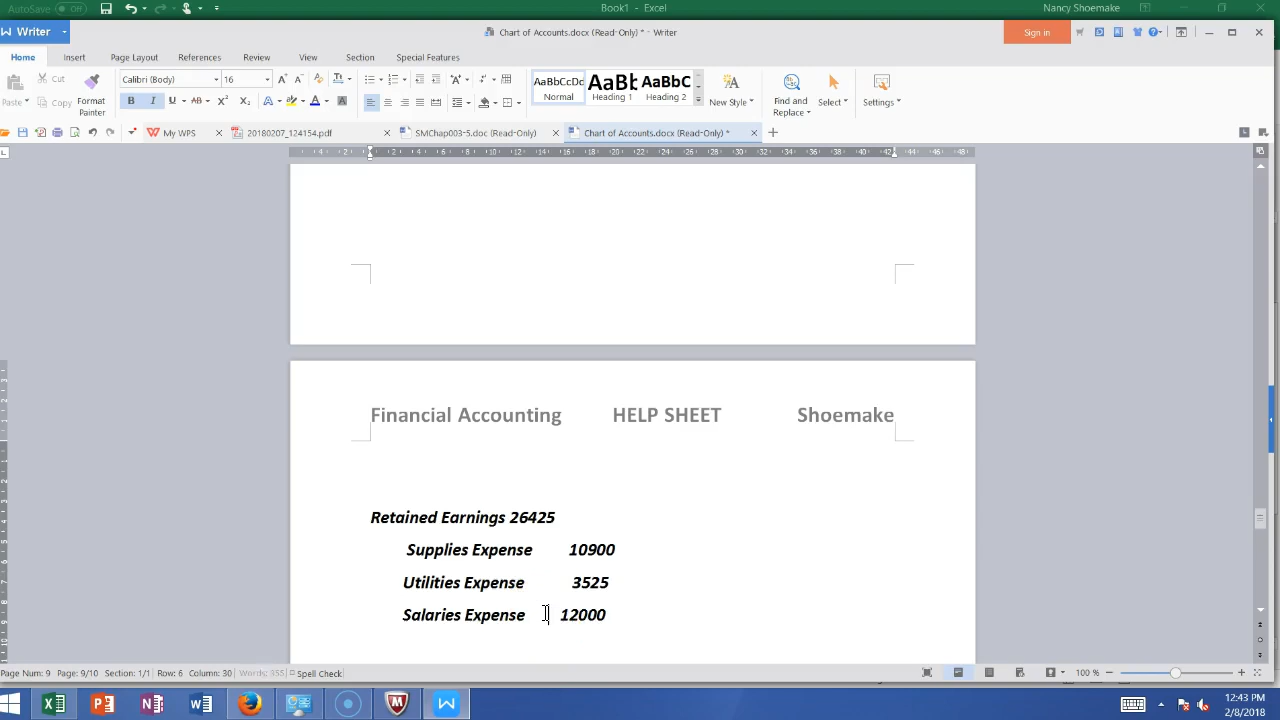 AutoSave Off
Book1 - Excel
Nancy Shoemake
Writer
Chart of Accounts.docx (Read-Only) * - Writer
Sign in
Home Insert Page Layout References Review View Section Special Features
Paste Cut Copy Format Painter
Calibri (Body) 16
AaBbCcDd Normal
AaBb Heading 1
AaBbC Heading 2
New Style
Find and Replace
Select
Settings
My WPS
20180207_124154.pdf
SMChap003-5.doc (Read-Only)
Chart of Accounts.docx (Read-Only) *
Financial Accounting HELP SHEET Shoemake
Retained Earnings 26425
Supplies Expense 10900
Utilities Expense 3525
Salaries Expense 12000
Page Num: 9 Page: 9/10 Section: 1/1 Row: 6 Column: 30 Words: 355 Spell Check
100 %
12:43 PM
2/8/2018